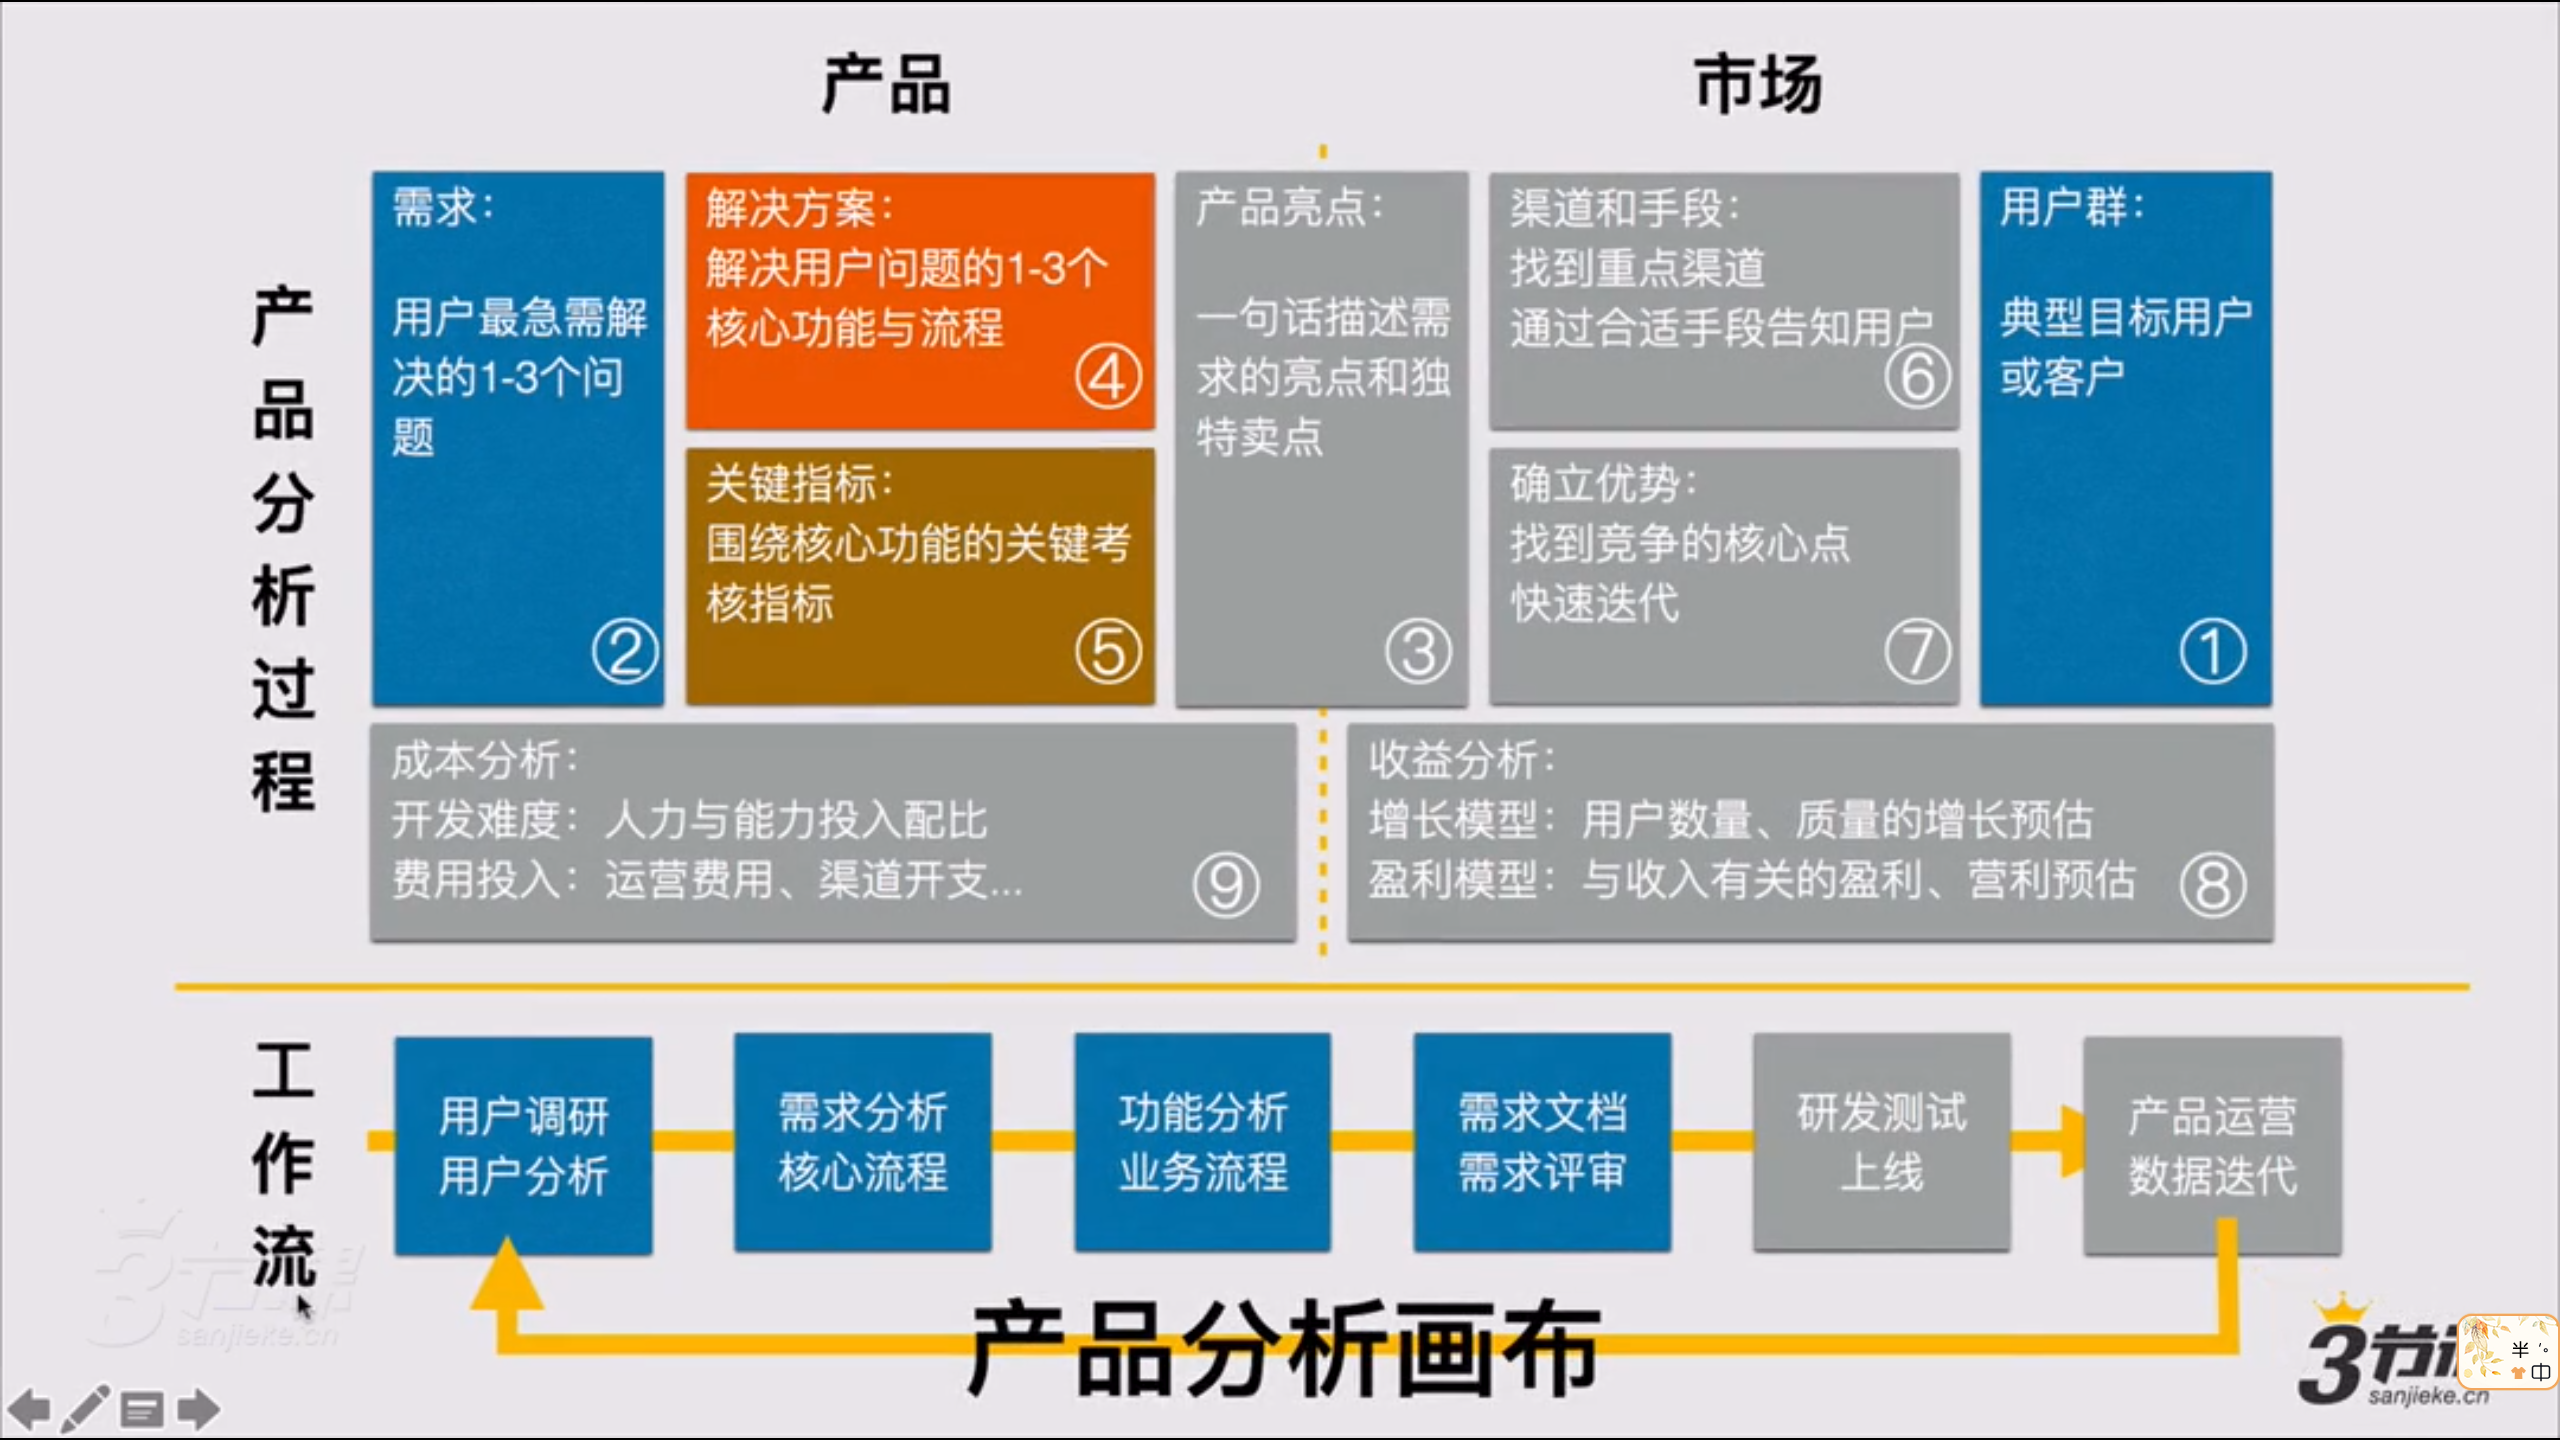 产品
市场
产品分析过程
需求：
用户最急需解
决的1-3个问
题
②
解决方案：
解决用户问题的1-3个
核心功能与流程
④
关键指标：
围绕核心功能的关键考
核指标
⑤
产品亮点：
一句话描述需
求的亮点和独
特卖点
③
渠道和手段：
找到重点渠道
通过合适手段告知用户
⑥
确立优势：
找到竞争的核心点
快速迭代
⑦
用户群：
典型目标用户
或客户
①
成本分析：
开发难度：人力与能力投入配比
费用投入：运营费用、渠道开支...
⑨
收益分析：
增长模型：用户数量、质量的增长预估
盈利模型：与收入有关的盈利、营利预估
⑧
工作流
用户调研
用户分析
需求分析
核心流程
功能分析
业务流程
需求文档
需求评审
研发测试
上线
产品运营
数据迭代
产品分析画布
sanjieke.cn
3节
sanjieke.cn
半
中